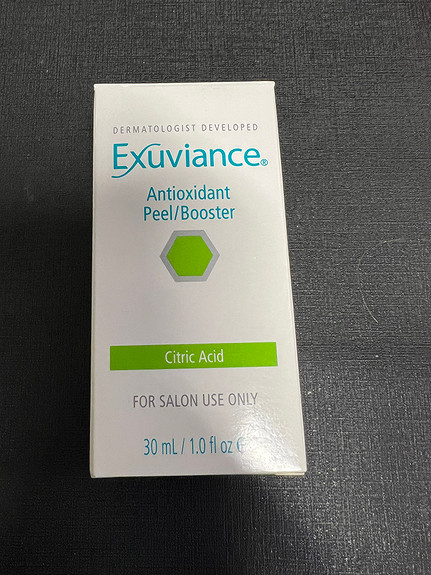 DERMATOLOGIST DEVELOPED
Exuviance®
Antioxidant
Peel/Booster
Citric Acid
FOR SALON USE ONLY
30 mL / 1.0 fl oz